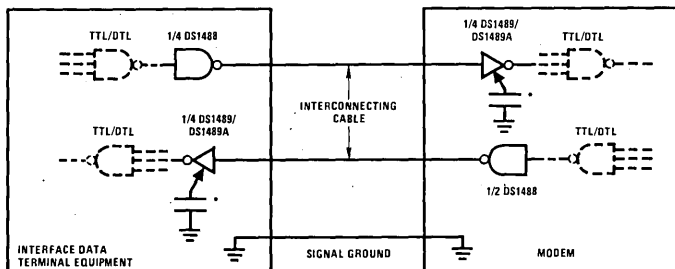 TTL/DTL
1/4 DS1488
1/4 DS1489/
DS1489A
TTL/DTL
INTERCONNECTING
CABLE
TTL/DTL
1/4 DS1489/
DS1489A
TTL/DTL
1/2 DS1488
INTERFACE DATA
TERMINAL EQUIPMENT
SIGNAL GROUND
MODEM